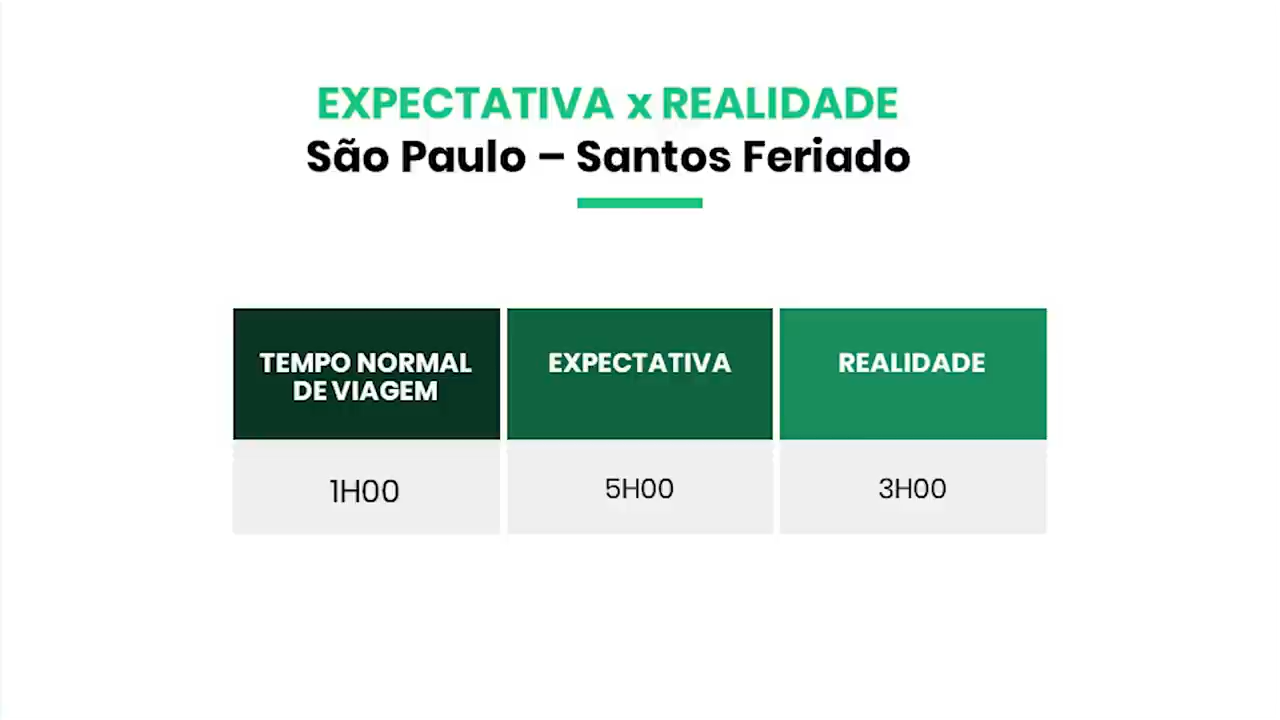 EXPECTATIVA x REALIDADE
São Paulo – Santos Feriado
TEMPO NORMAL
DE VIAGEM
EXPECTATIVA
REALIDADE
1H00
5H00
3H00